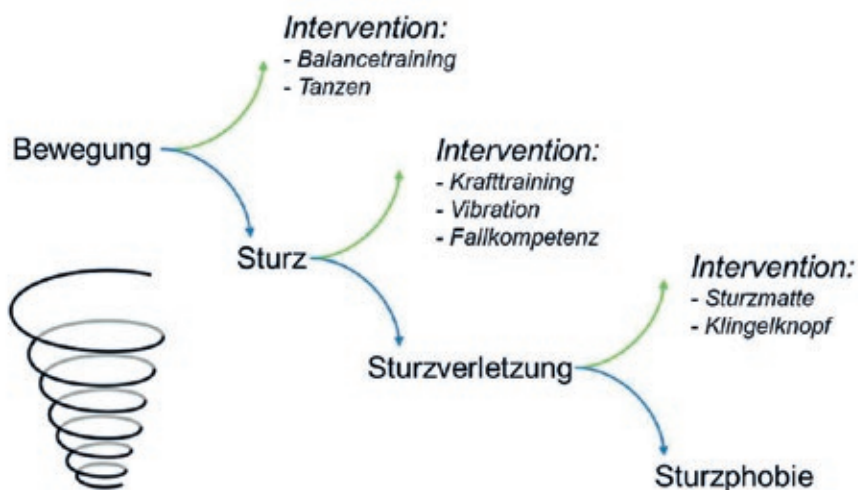 Intervention:
- Balancetraining
- Tanzen
Bewegung
Intervention:
- Krafttraining
- Vibration
- Fallkompetenz
Sturz
Intervention:
- Sturzmatte
- Klingelknopf
Sturzverletzung
Sturzphobie